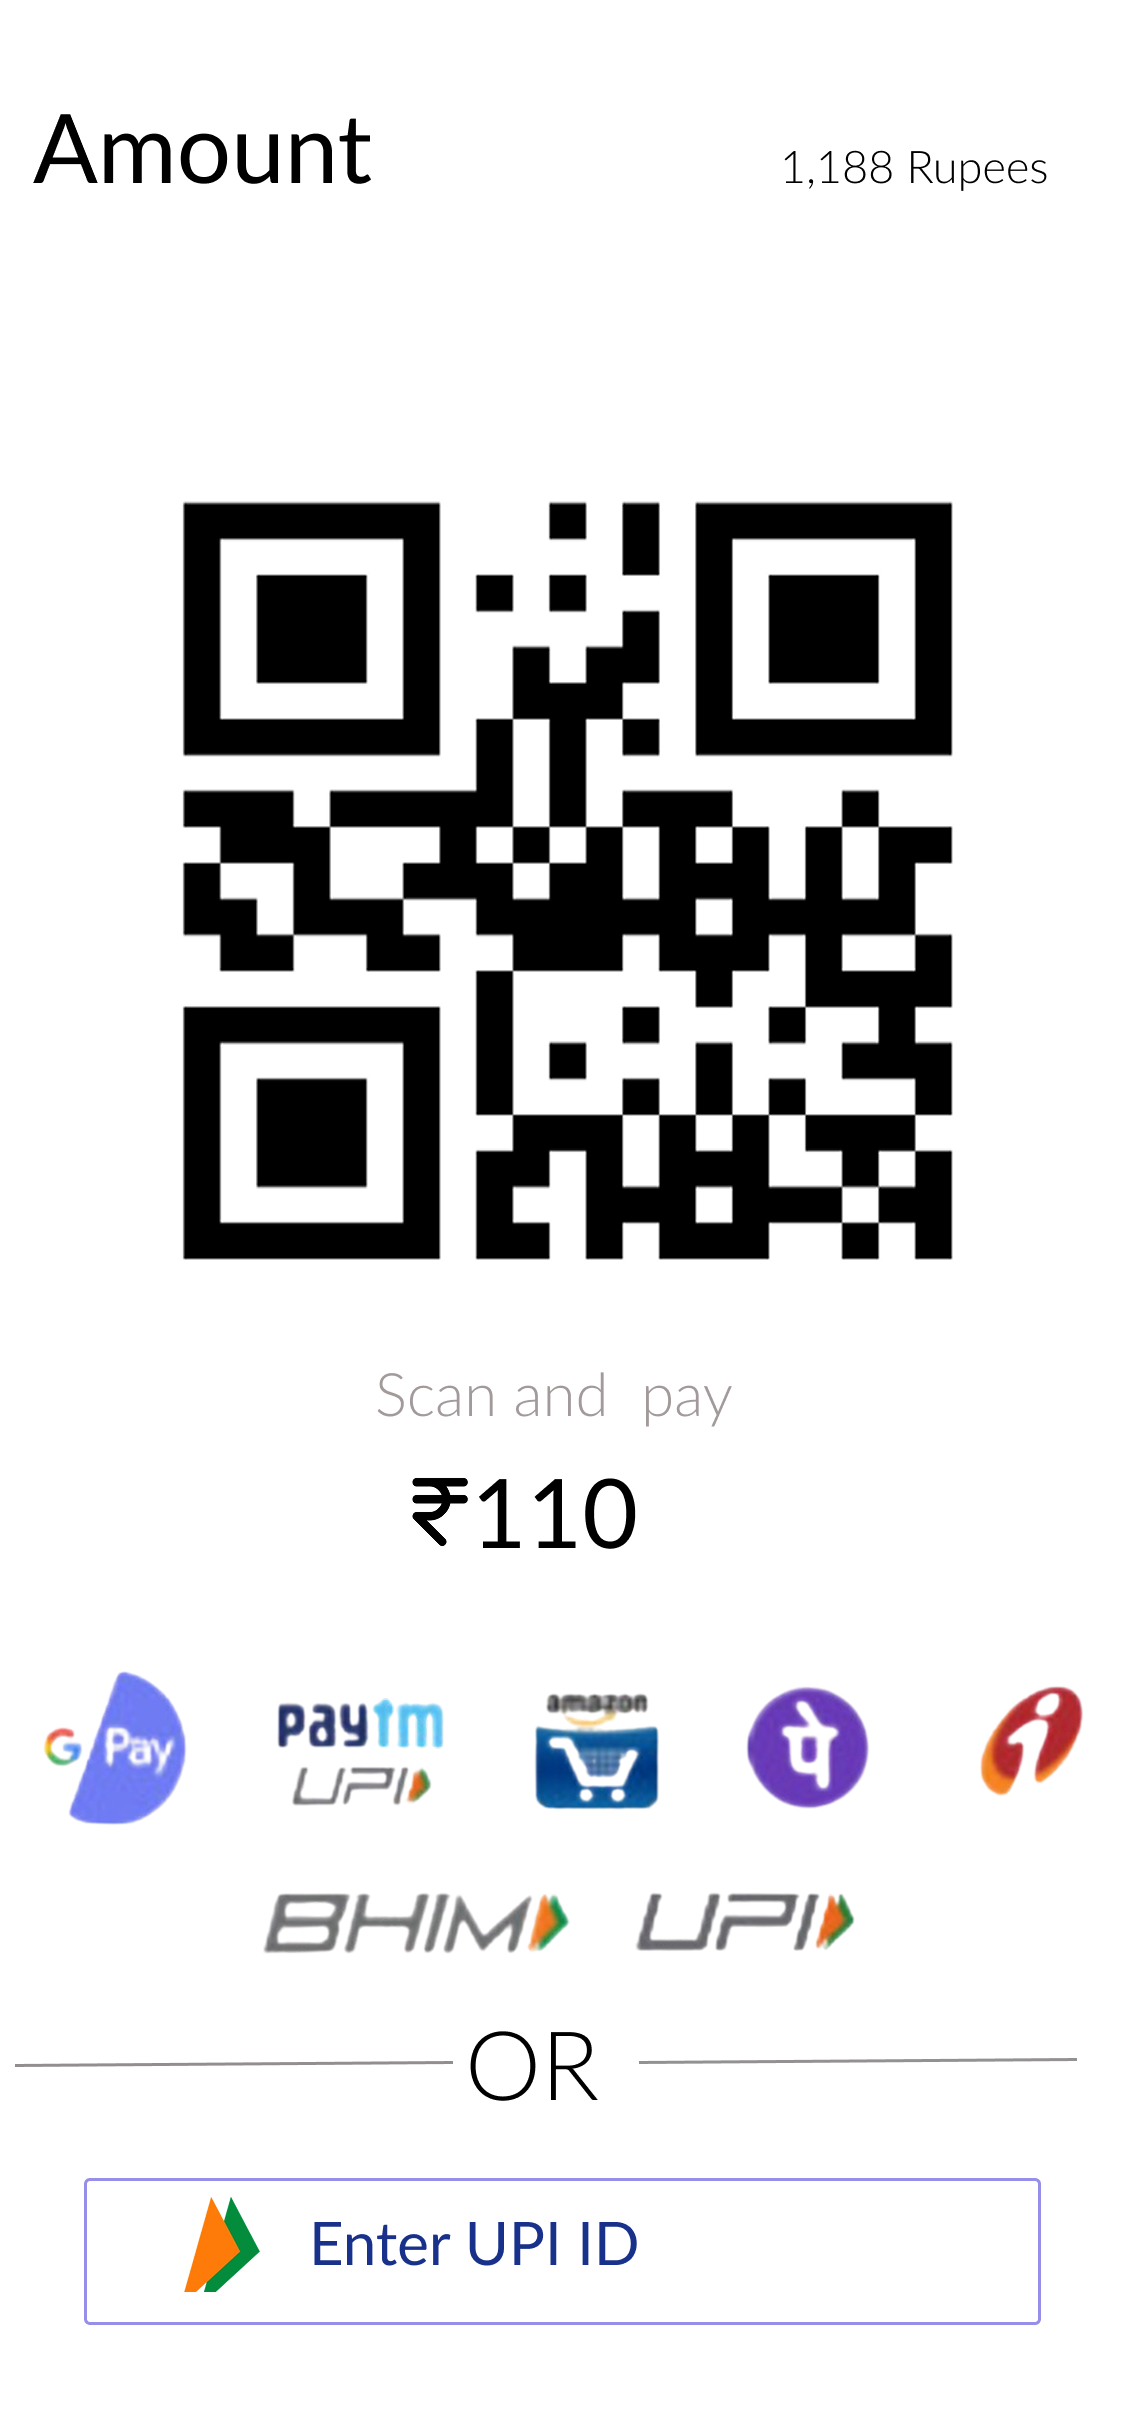 Amount
1,188 Rupees
Scan and pay
₹110
G Pay
paytm
UPI
amazon
पे
i
BHIM
UPI
OR
Enter UPI ID